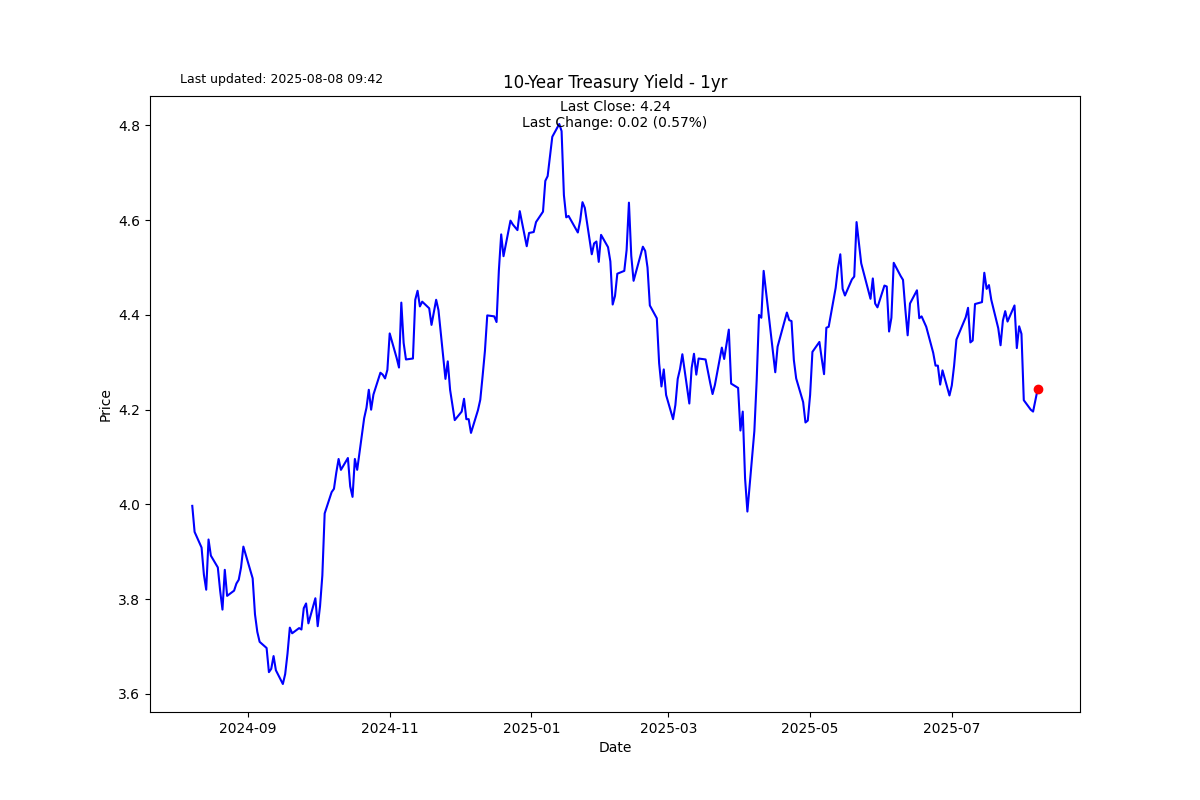 Last updated: 2025-08-08 09:42
10-Year Treasury Yield - 1yr
Last Close: 4.24
Last Change: 0.02 (0.57%)
4.8
4.6
4.4
4.2
4.0
3.8
3.6
Price
2024-09
2024-11
2025-01
2025-03
2025-05
2025-07
Date